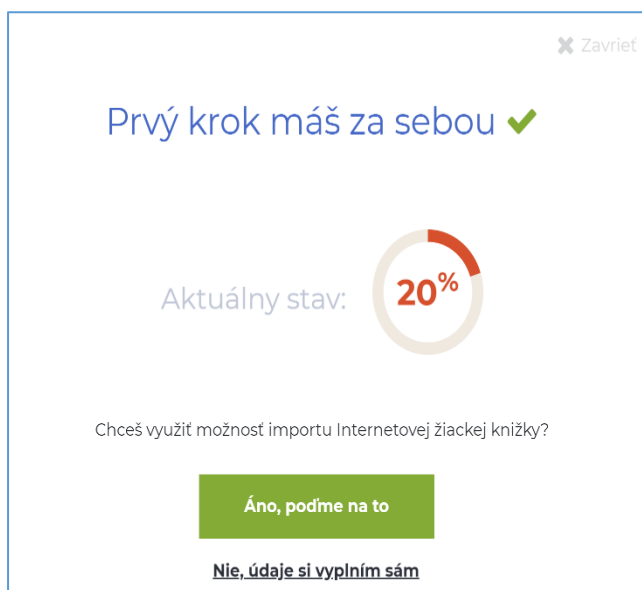 ✖ Zavrieť
Prvý krok máš za sebou ✔
Aktuálny stav:
20%
Chceš využiť možnosť importu Internetovej žiackej knižky?
Áno, poďme na to
Nie, údaje si vyplním sám